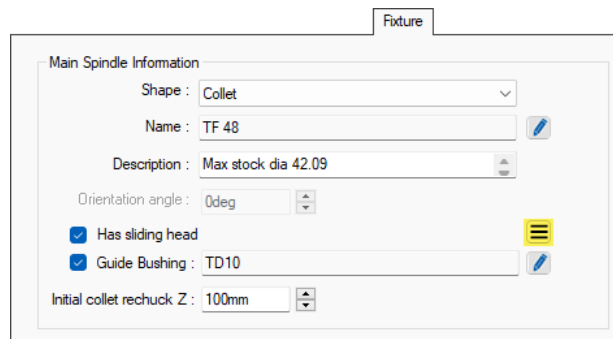 Fixture
Main Spindle Information
Shape : Collet
Name : TF 48
Description : Max stock dia 42.09
Orientation angle : 0deg
Has sliding head
Guide Bushing : TD10
Initial collet rechuck Z : 100mm